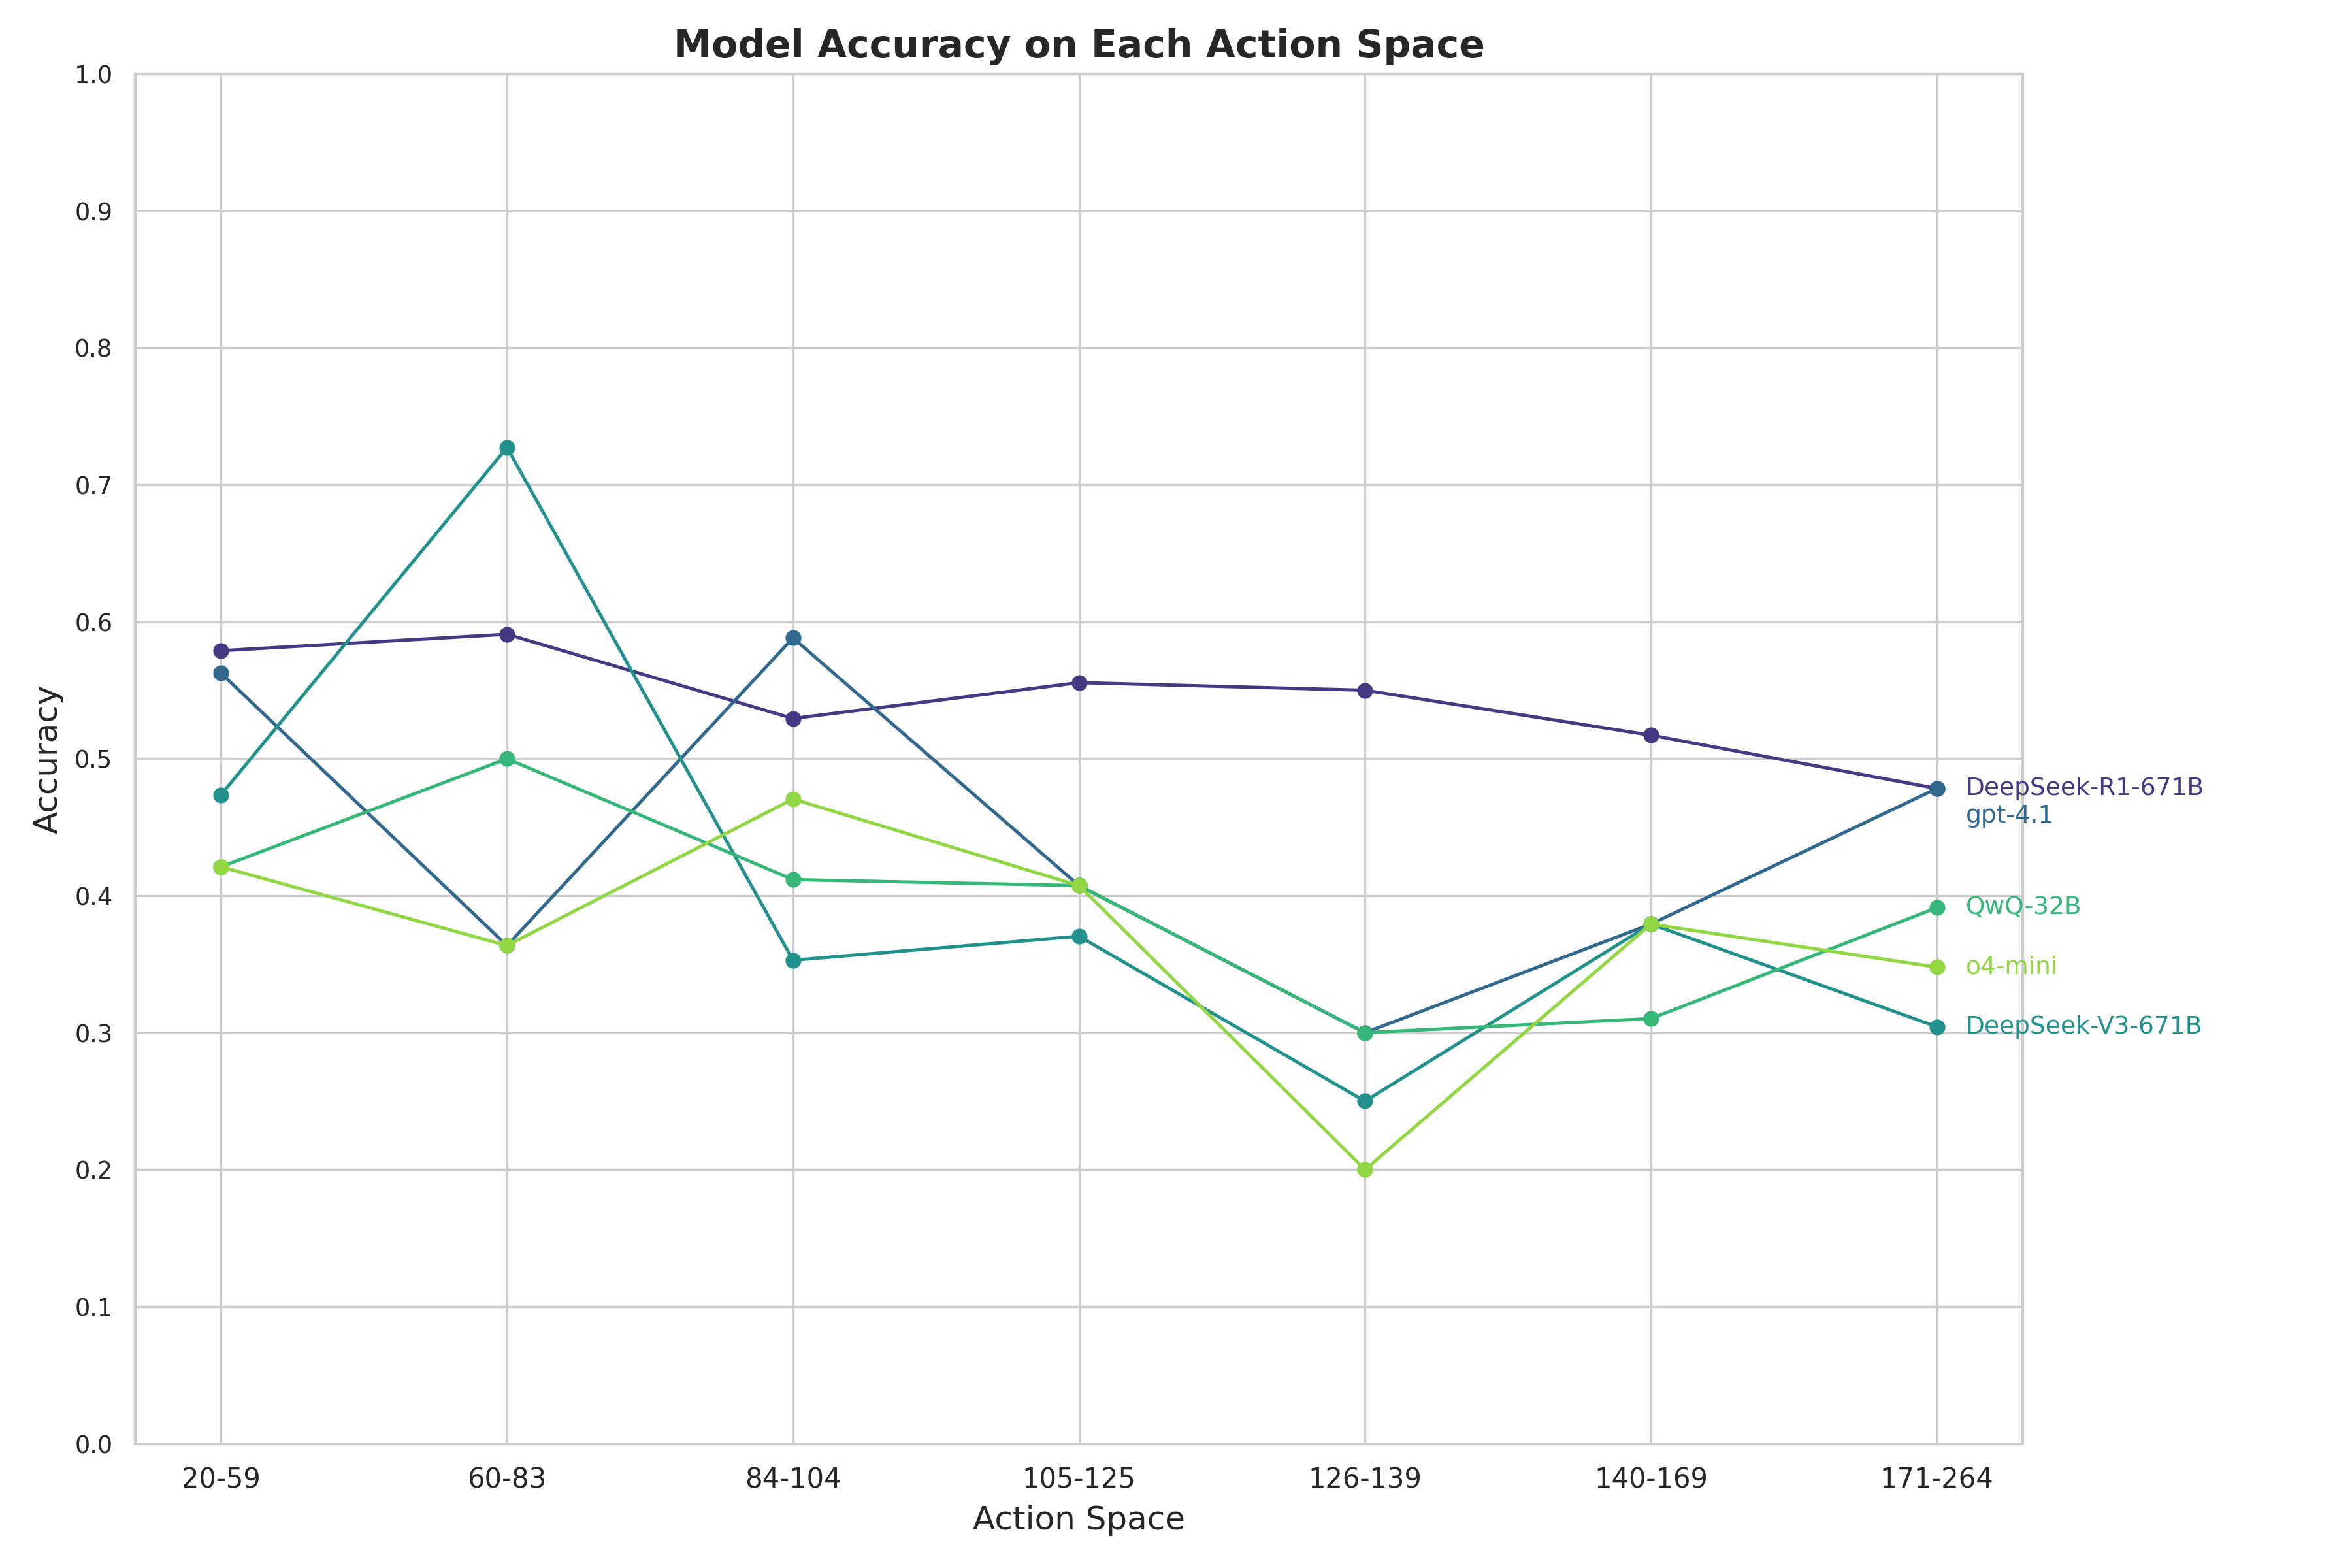 Model Accuracy on Each Action Space
1.0
0.9
0.8
0.7
0.6
0.5
0.4
0.3
0.2
0.1
0.0
Accuracy
DeepSeek-R1-671B
gpt-4.1
QwQ-32B
o4-mini
DeepSeek-V3-671B
20-59 60-83 84-104 105-125 126-139 140-169 171-264
Action Space